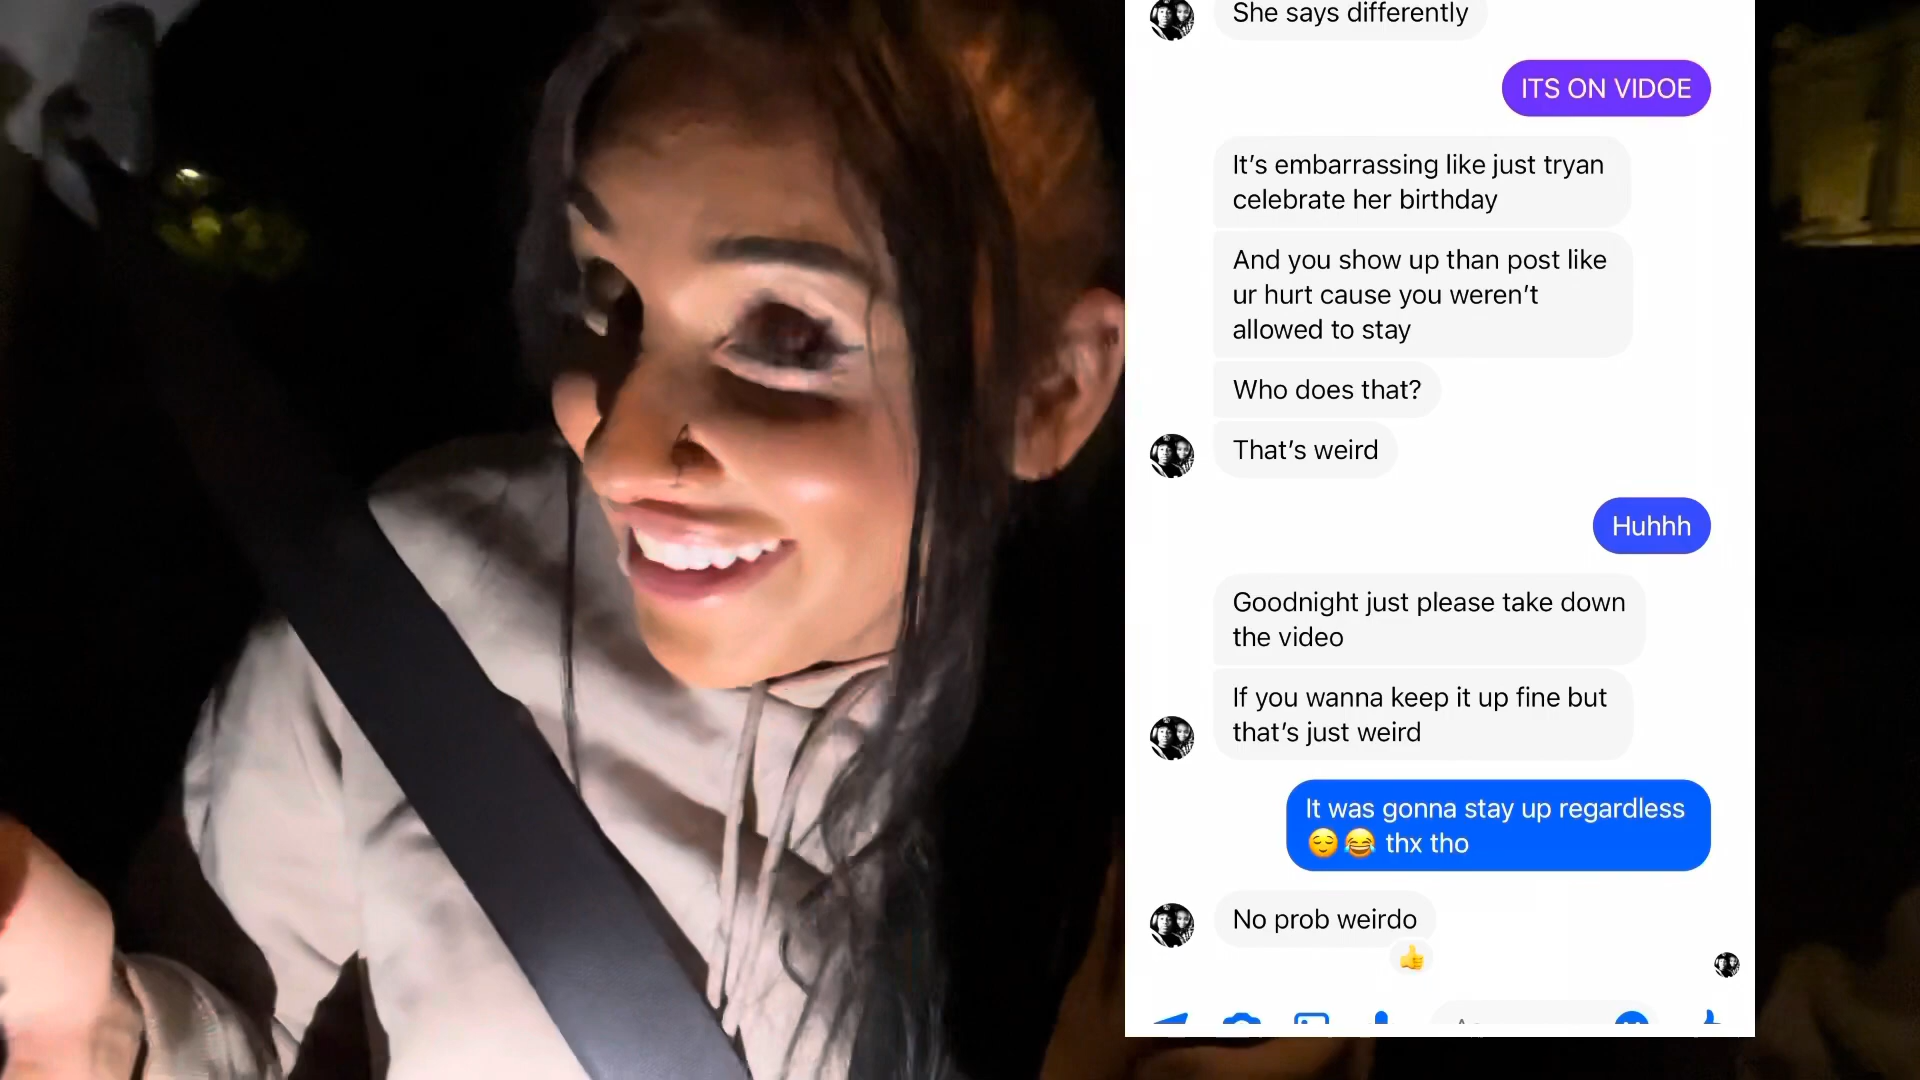 She says differently
ITS ON VIDOE
It’s embarrassing like just tryan
celebrate her birthday
And you show up than post like
ur hurt cause you weren’t
allowed to stay
Who does that?
That’s weird
Huhhh
Goodnight just please take down
the video
If you wanna keep it up fine but
that’s just weird
It was gonna stay up regardless
😌😂 thx tho
No prob weirdo
👍